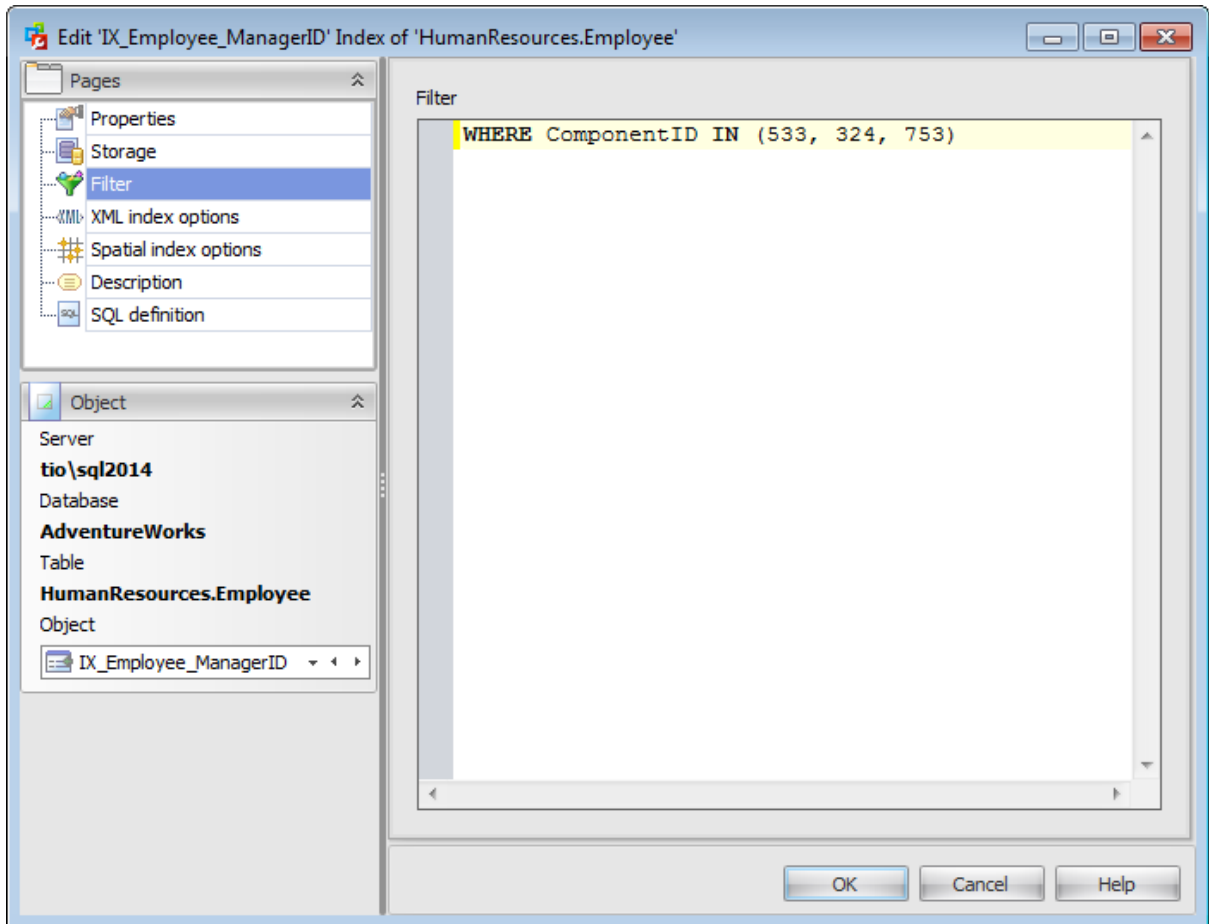 Edit 'IX_Employee_ManagerID' Index of 'HumanResources.Employee'
Pages
Properties
Storage
Filter
XML index options
Spatial index options
Description
SQL definition
Object
Server
tio\sql2014
Database
AdventureWorks
Table
HumanResources.Employee
Object
IX_Employee_ManagerID
Filter
WHERE ComponentID IN (533, 324, 753)
OK
Cancel
Help